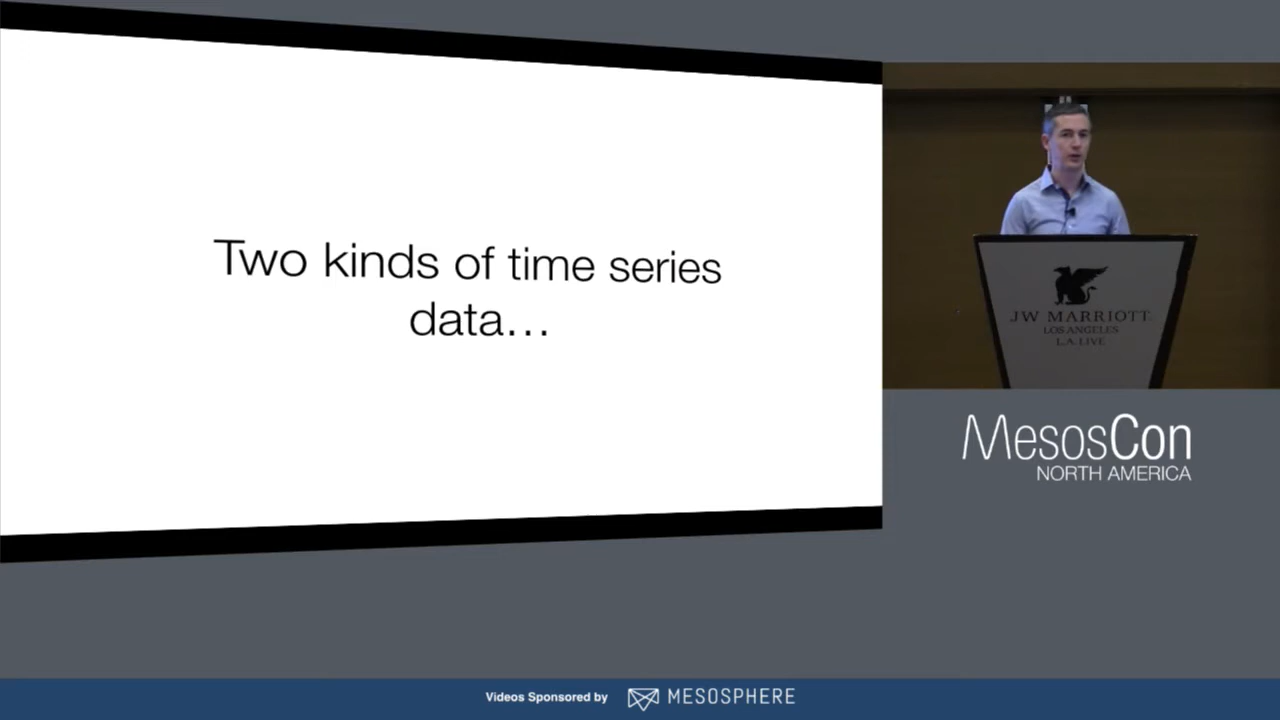 Two kinds of time series
data…
JW MARRIOTT
LOS ANGELES
L.A. LIVE
MesosCon
NORTH AMERICA
Videos Sponsored by MESOSPHERE